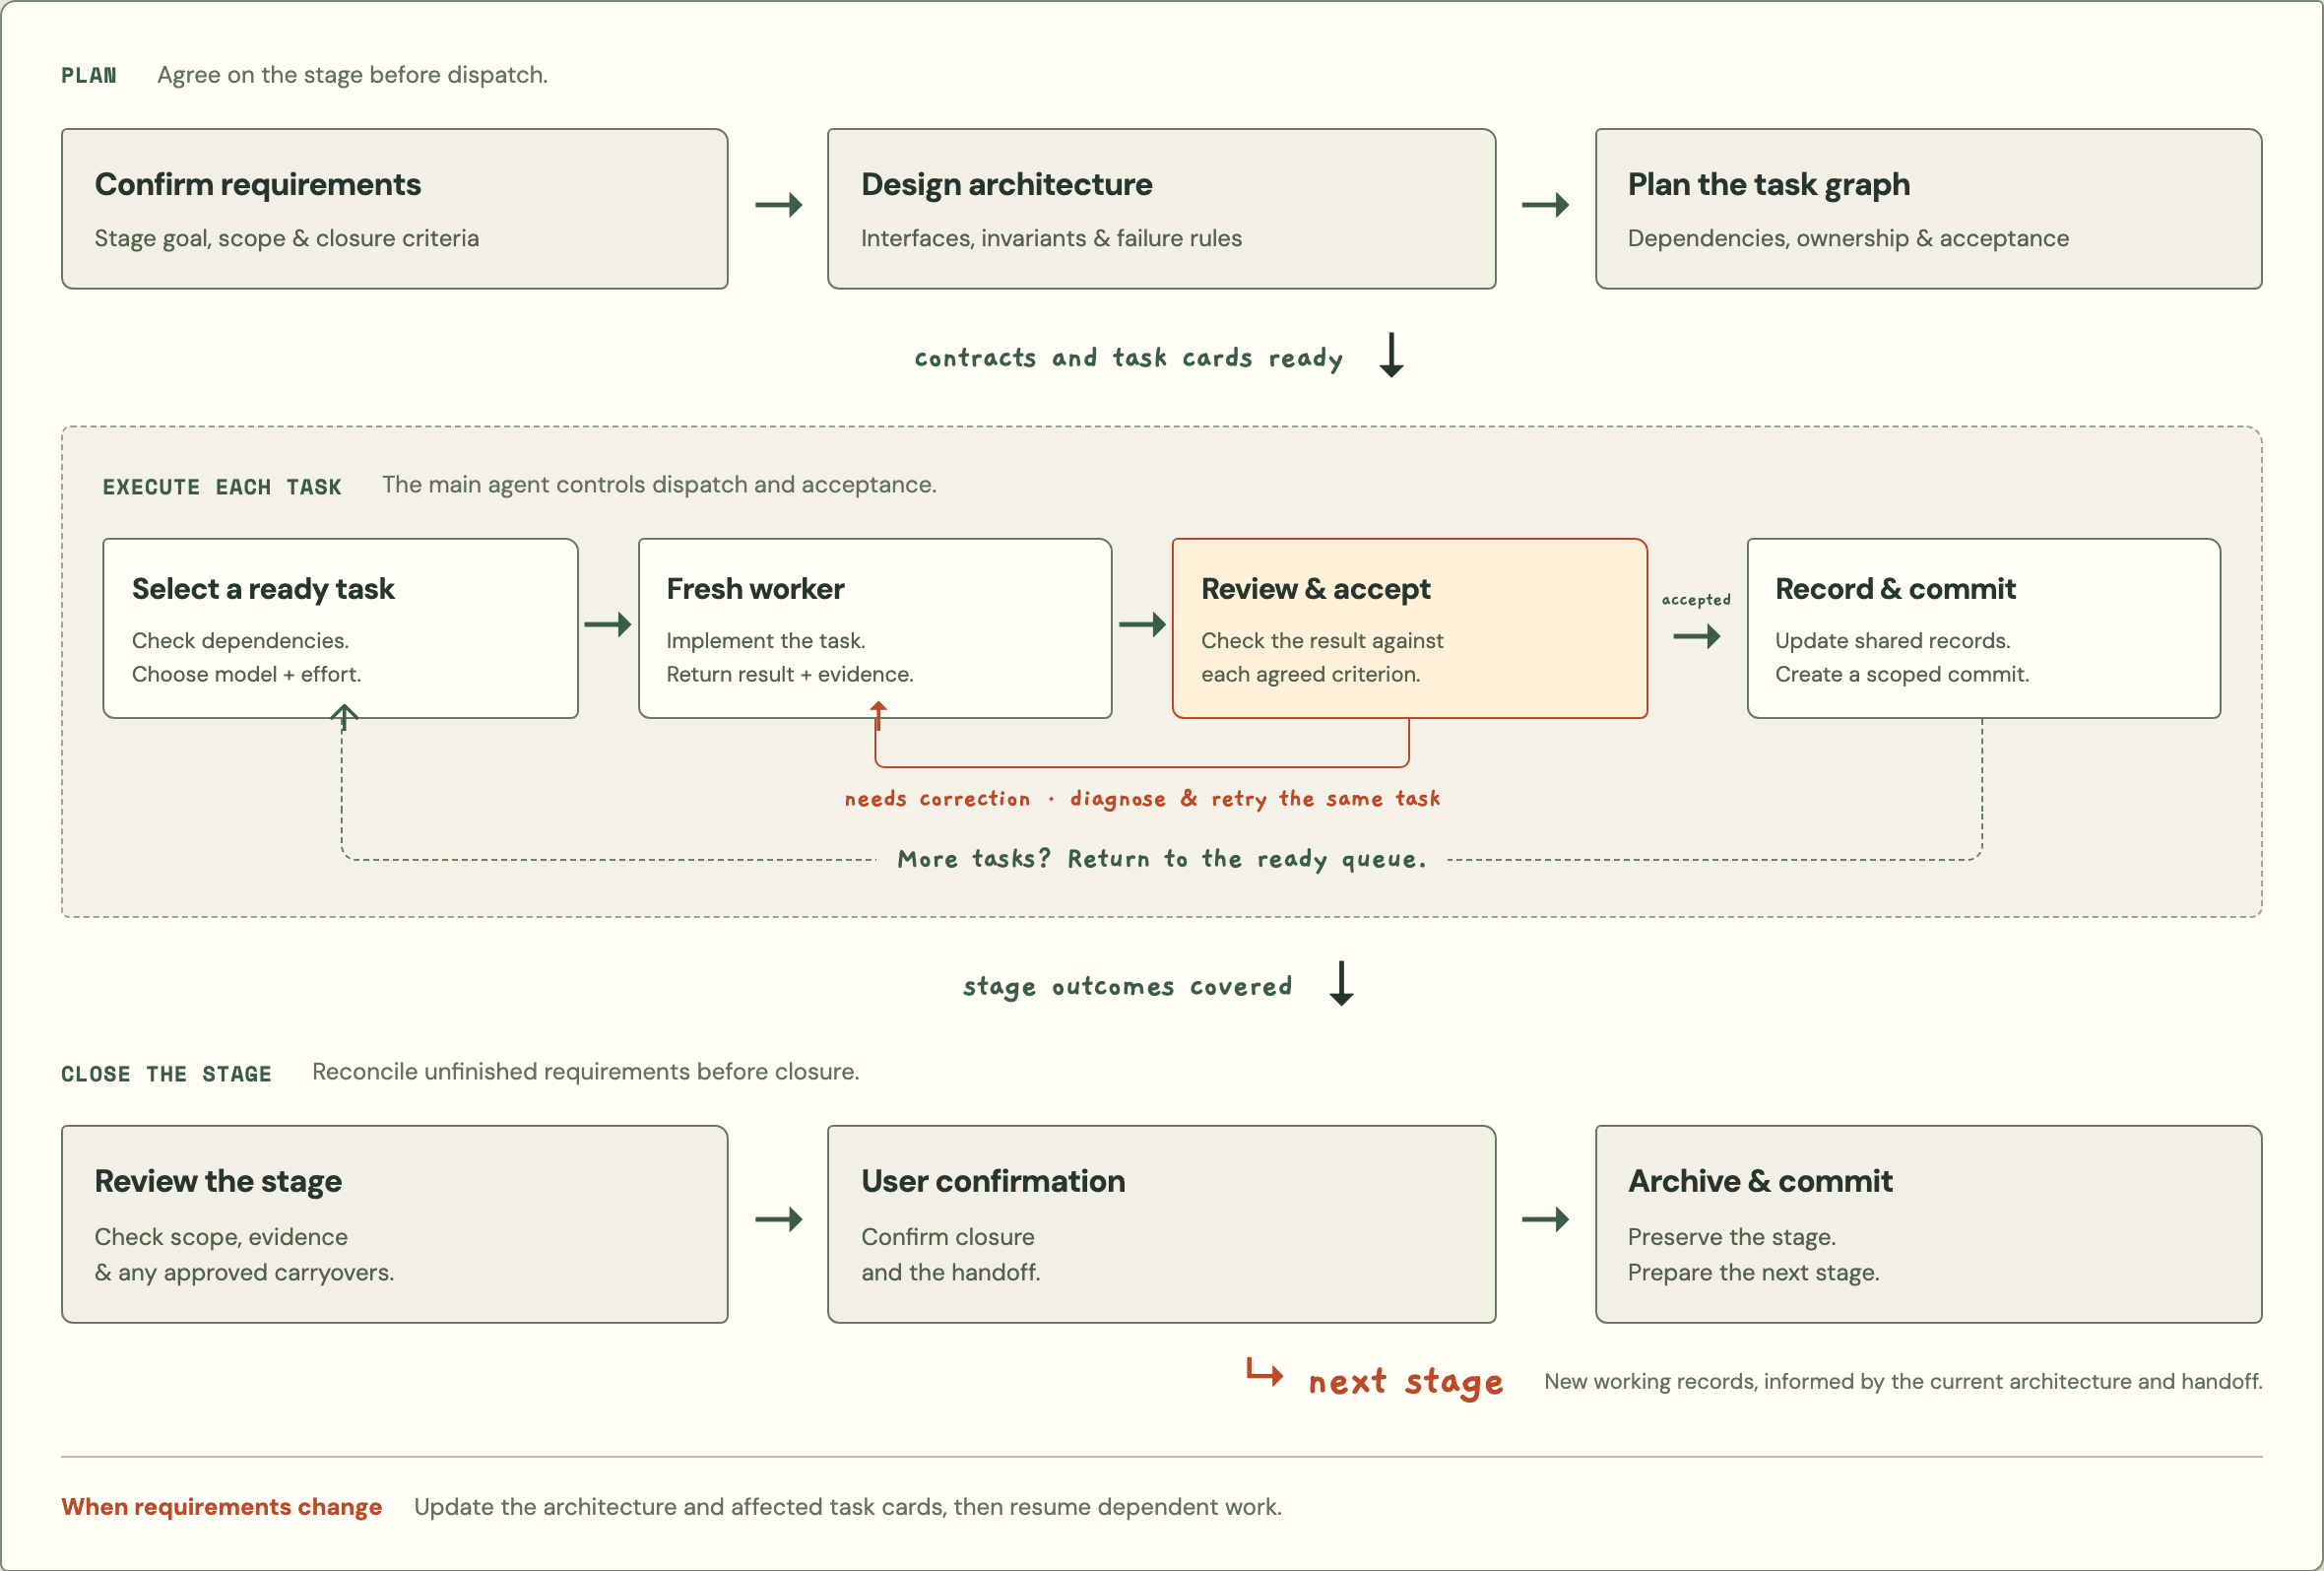 PLAN Agree on the stage before dispatch.
Confirm requirements
Stage goal, scope & closure criteria
Design architecture
Interfaces, invariants & failure rules
Plan the task graph
Dependencies, ownership & acceptance
contracts and task cards ready
EXECUTE EACH TASK The main agent controls dispatch and acceptance.
Select a ready task
Check dependencies.
Choose model + effort.
Fresh worker
Implement the task.
Return result + evidence.
Review & accept
Check the result against
each agreed criterion.
accepted
Record & commit
Update shared records.
Create a scoped commit.
needs correction · diagnose & retry the same task
More tasks? Return to the ready queue.
stage outcomes covered
CLOSE THE STAGE Reconcile unfinished requirements before closure.
Review the stage
Check scope, evidence
& any approved carryovers.
User confirmation
Confirm closure
and the handoff.
Archive & commit
Preserve the stage.
Prepare the next stage.
next stage New working records, informed by the current architecture and handoff.
When requirements change Update the architecture and affected task cards, then resume dependent work.